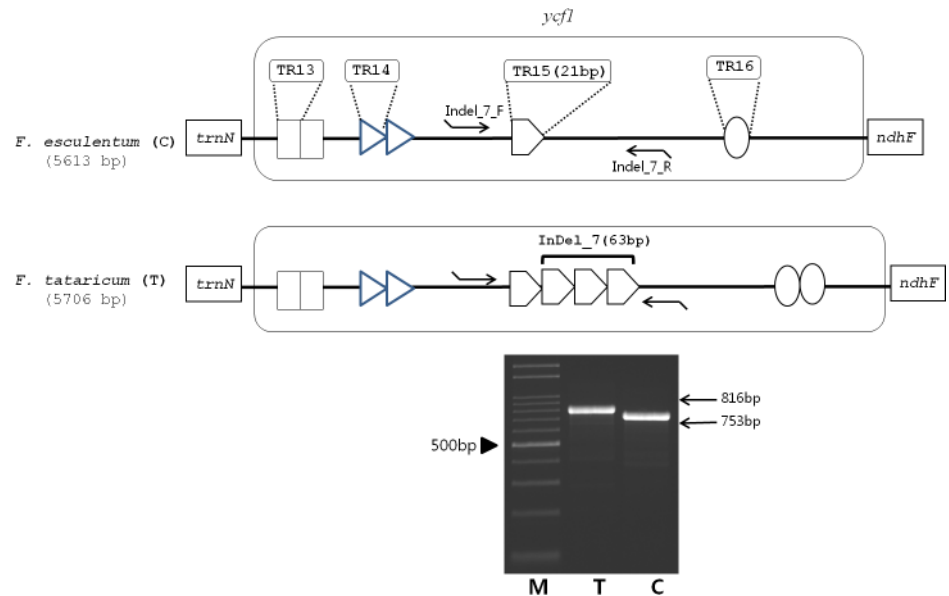 ycf1
TR13 TR14 TR15(21bp) TR16
Indel_7_F
F. esculentum (C) trnN ndhF
(5613 bp)
Indel_7_R
InDel_7(63bp)
F. tataricum (T) trnN ndhF
(5706 bp)
816bp
753bp
500bp
M T C